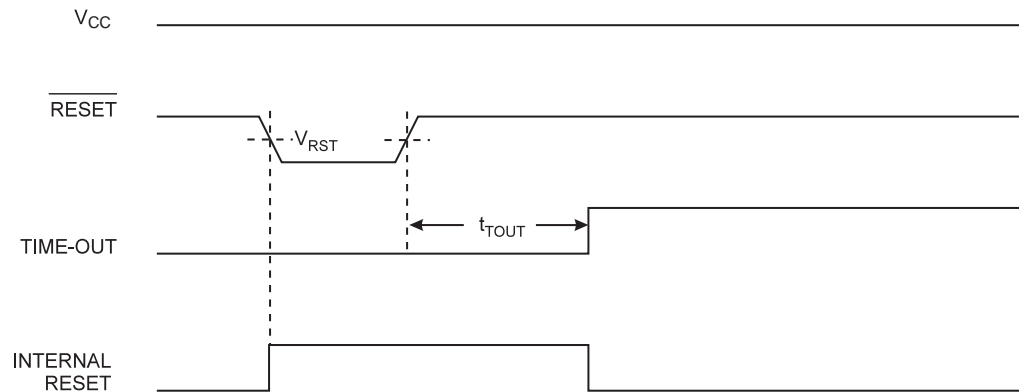 VCC
RESET
VRST
tTOUT
TIME-OUT
INTERNAL
RESET